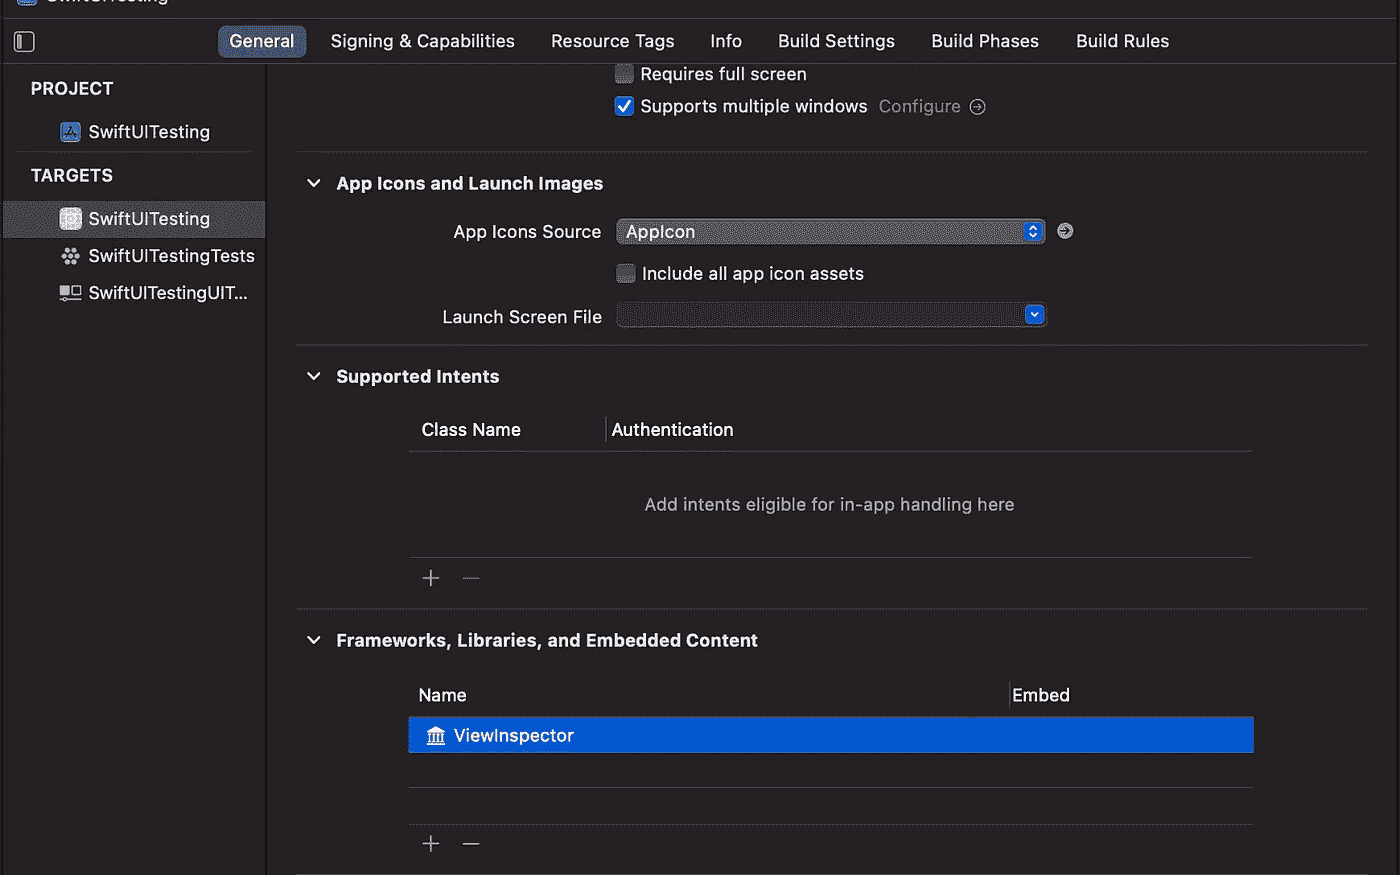 SwiftUITesting
General Signing & Capabilities Resource Tags Info Build Settings Build Phases Build Rules
PROJECT
SwiftUITesting
TARGETS
SwiftUITesting
SwiftUITestingTests
SwiftUITestingUIT...
Requires full screen
Supports multiple windows Configure
App Icons and Launch Images
App Icons Source AppIcon
Include all app icon assets
Launch Screen File
Supported Intents
Class Name Authentication
Add intents eligible for in-app handling here
Frameworks, Libraries, and Embedded Content
Name Embed
ViewInspector